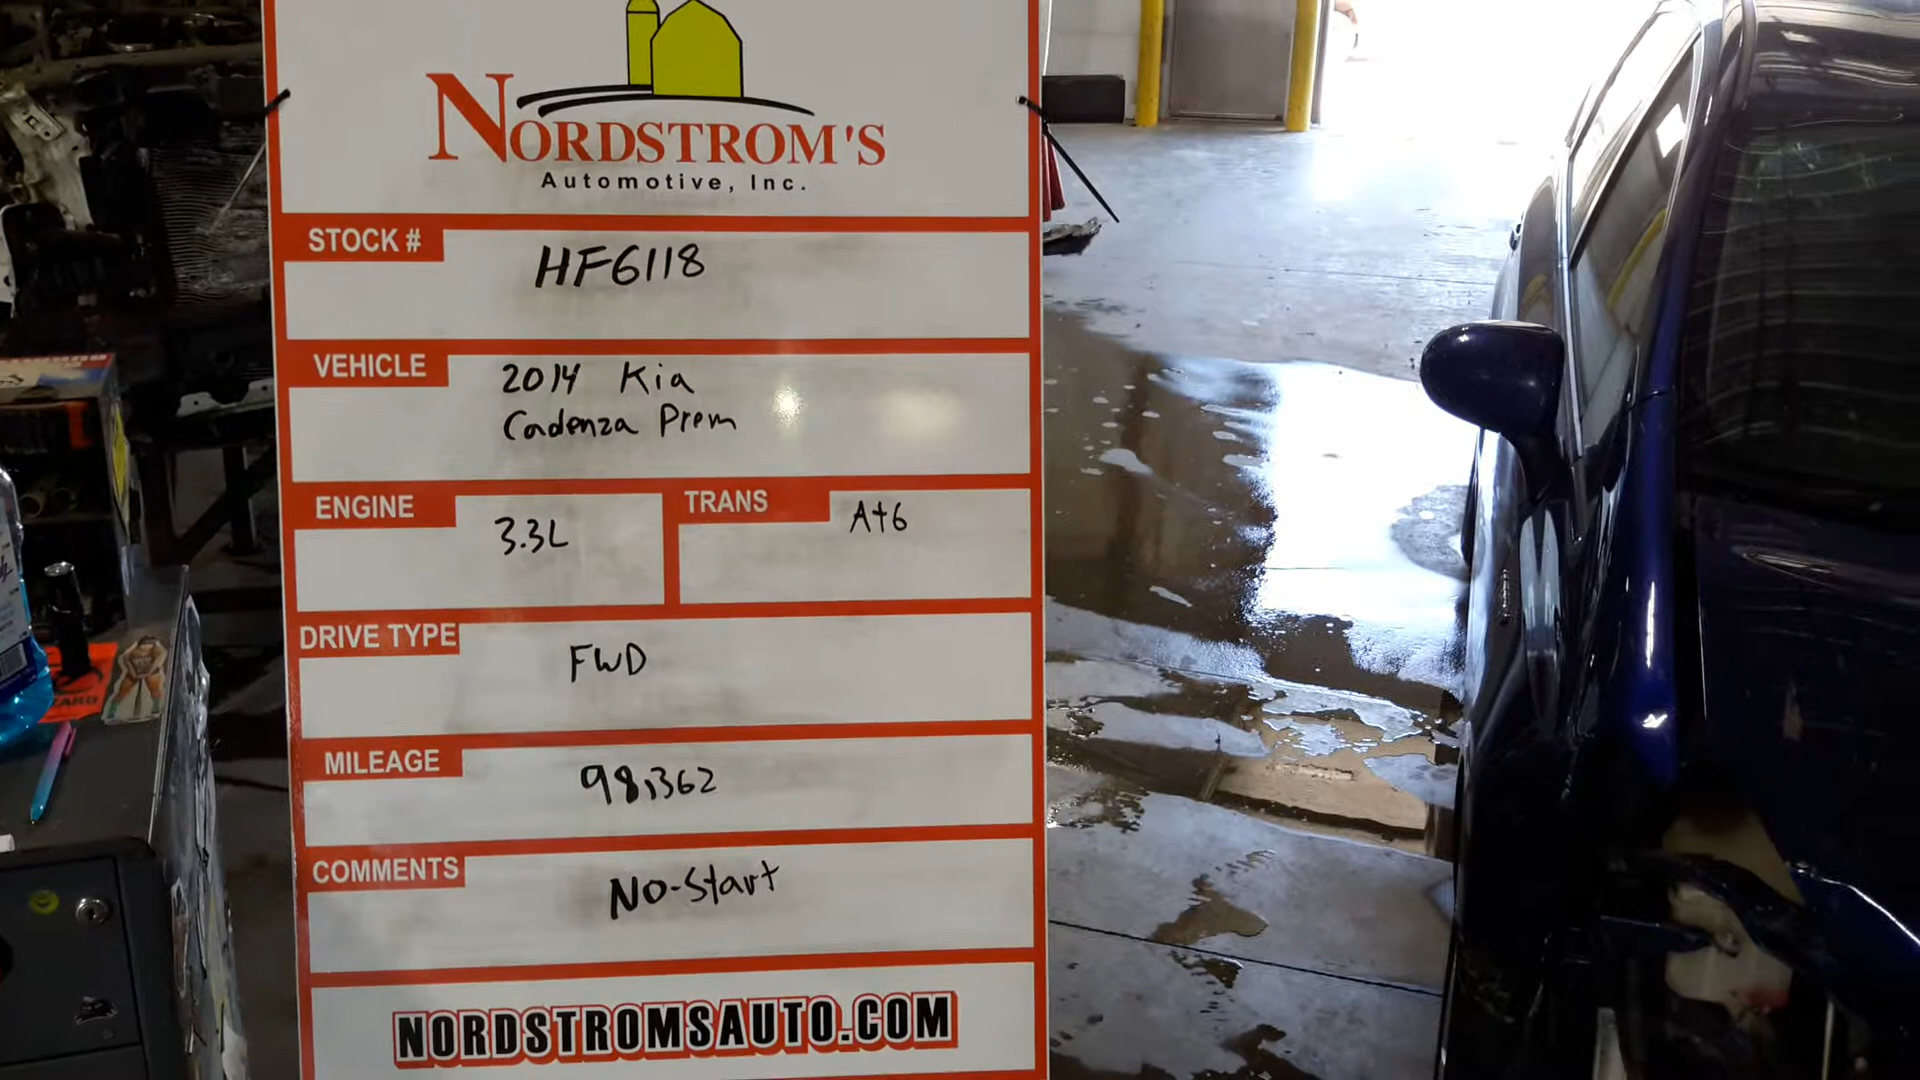 NORDSTROM'S
Automotive, Inc.
STOCK #
HF6118
VEHICLE
2014 Kia
Cadenza Prem
ENGINE
3.3L
TRANS
At6
DRIVE TYPE
FWD
MILEAGE
98,362
COMMENTS
No-Start
NORDSTROMSAUTO.COM